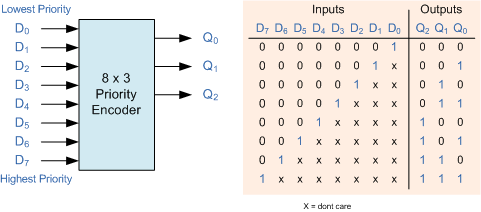 Lowest Priority
D0
D1
D2
D3
D4
D5
D6
D7
Highest Priority
8 x 3
Priority
Encoder
Q0
Q1
Q2
Inputs Outputs
D7 D6 D5 D4 D3 D2 D1 D0 Q2 Q1 Q0
0 0 0 0 0 0 0 1 0 0 0
0 0 0 0 0 0 1 x 0 0 1
0 0 0 0 0 1 x x 0 1 0
0 0 0 0 1 x x x 0 1 1
0 0 0 1 x x x x 1 0 0
0 0 1 x x x x x 1 0 1
0 1 x x x x x x 1 1 0
1 x x x x x x x 1 1 1
X = dont care